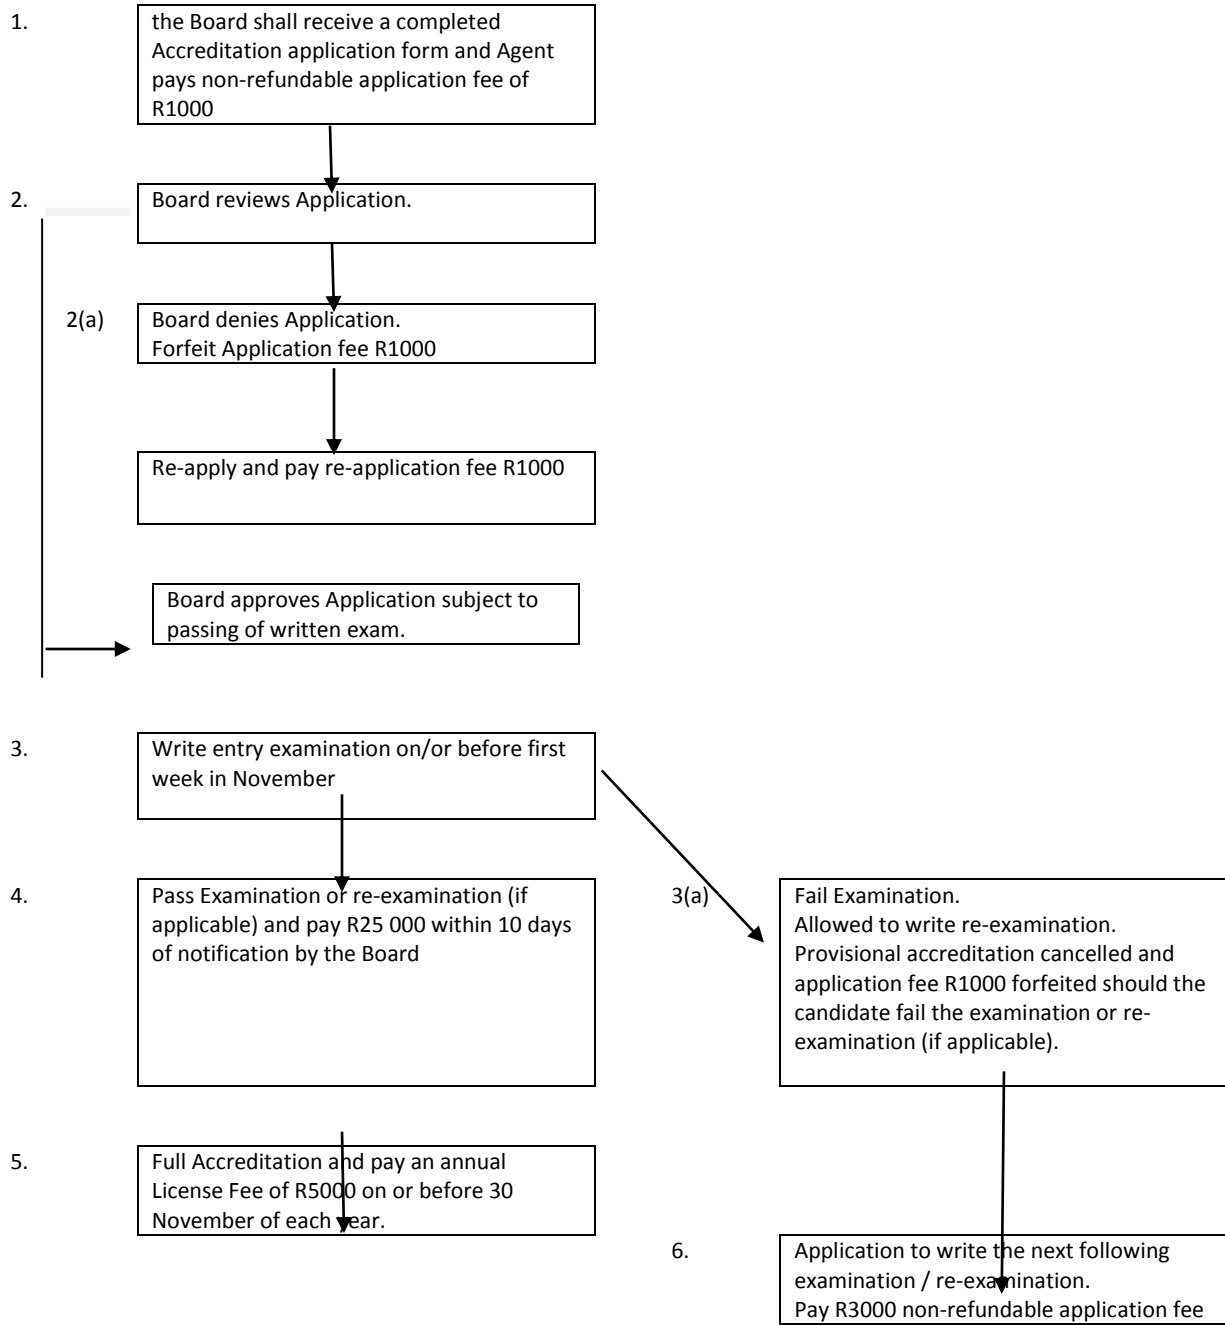 1.
the Board shall receive a completed
Accreditation application form and Agent
pays non-refundable application fee of
R1000
2.
Board reviews Application.
2(a)
Board denies Application.
Forfeit Application fee R1000
Re-apply and pay re-application fee R1000
Board approves Application subject to
passing of written exam.
3.
Write entry examination on/or before first
week in November
4.
Pass Examination or re-examination (if
applicable) and pay R25 000 within 10 days
of notification by the Board
3(a)
Fail Examination.
Allowed to write re-examination.
Provisional accreditation cancelled and
application fee R1000 forfeited should the
candidate fail the examination or re-
examination (if applicable).
5.
Full Accreditation and pay an annual
License Fee of R5000 on or before 30
November of each year.
6.
Application to write the next following
examination / re-examination.
Pay R3000 non-refundable application fee